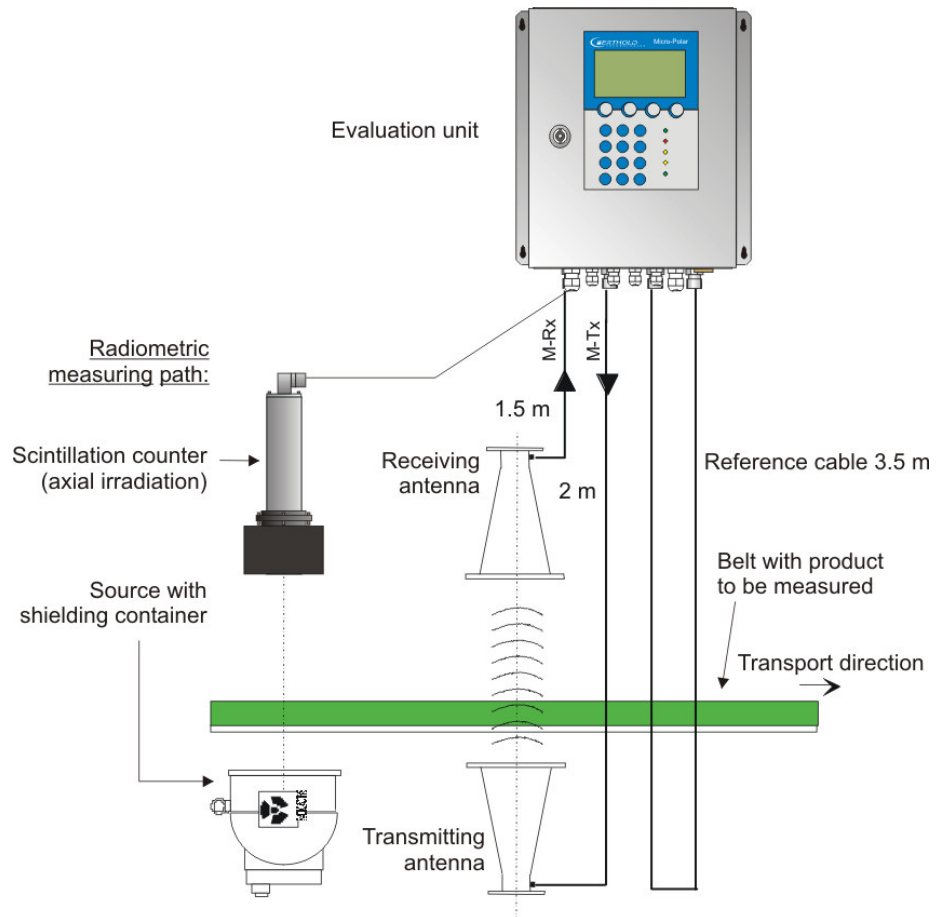 BERTHOLD
Micro-Polar
Evaluation unit
Radiometric
measuring path:
M-Rx
M-Tx
1.5 m
Scintillation counter
(axial irradiation)
Receiving
antenna
2 m
Reference cable 3.5 m
Source with
shielding container
Belt with product
to be measured
Transport direction
Transmitting
antenna